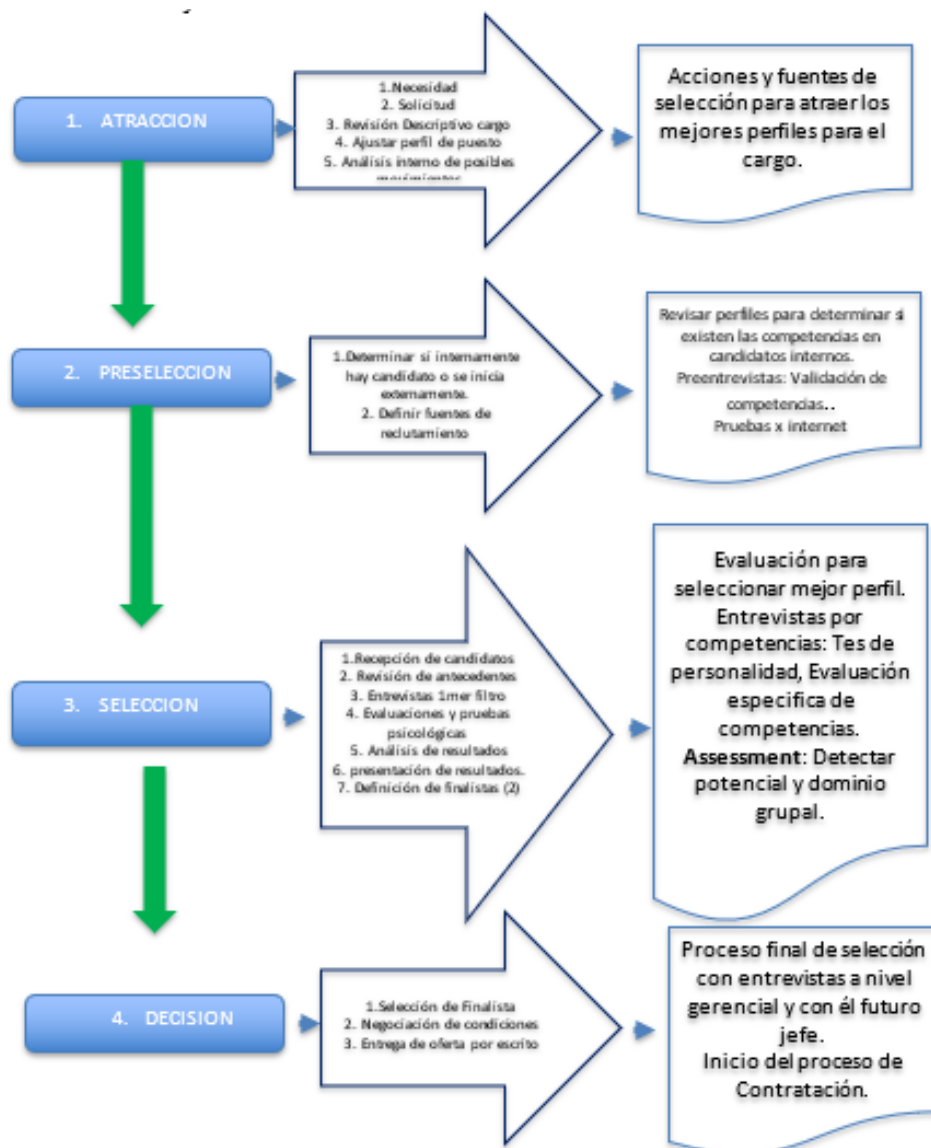 1. ATRACCION
1.Necesidad
2. Solicitud
3. Revisión Descriptivo cargo
4. Ajustar perfil de puesto
5. Análisis interno de posibles
movimientos
Acciones y fuentes de
selección para atraer los
mejores perfiles para el
cargo.
2. PRESELECCION
1.Determinar sí internamente
hay candidato o se inicia
externamente.
2. Definir fuentes de
reclutamiento
Revisar perfiles para determinar si
existen las competencias en
candidatos internos.
Preentrevistas: Validación de
competencias..
Pruebas x internet
3. SELECCION
1.Recepción de candidatos
2. Revisión de antecedentes
3. Entrevistas 1mer filtro
4. Evaluaciones y pruebas
psicológicas
5. Análisis de resultados
6. presentación de resultados.
7. Definición de finalistas (2)
Evaluación para
seleccionar mejor perfil.
Entrevistas por
competencias: Tes de
personalidad, Evaluación
especifica de
competencias.
Assessment: Detectar
potencial y dominio
grupal.
4. DECISION
1.Selección de Finalista
2. Negociación de condiciones
3. Entrega de oferta por escrito
Proceso final de selección
con entrevistas a nivel
gerencial y con él futuro
jefe.
Inicio del proceso de
Contratación.